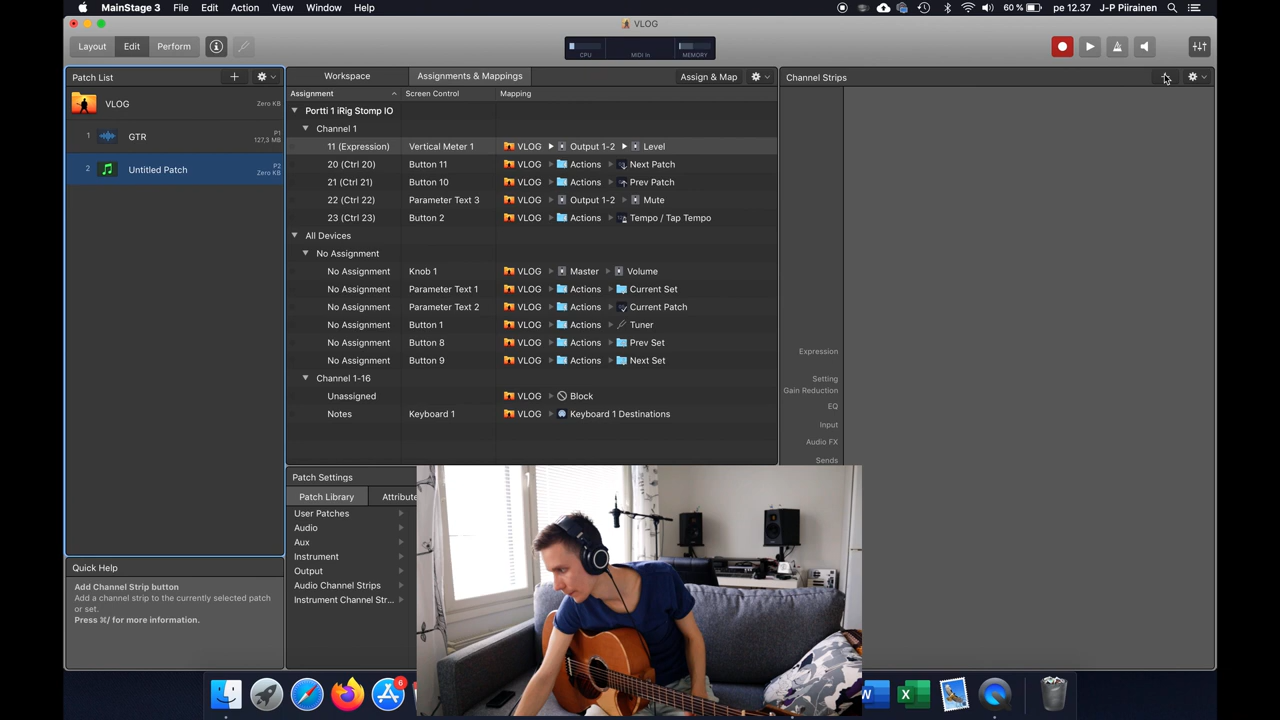 MainStage 3 File Edit Action View Window Help 60 % pe 12.37 J-P Piirainen
VLOG
Layout Edit Perform
CPU MIDI In MEMORY
Patch List
VLOG Zero KB
1 GTR P1 127,3 MB
2 Untitled Patch P2 Zero KB
Workspace Assignments & Mappings Assign & Map
Assignment Screen Control Mapping
Portti 1 iRig Stomp IO
Channel 1
11 (Expression) Vertical Meter 1 VLOG Output 1-2 Level
20 (Ctrl 20) Button 11 VLOG Actions Next Patch
21 (Ctrl 21) Button 10 VLOG Actions Prev Patch
22 (Ctrl 22) Parameter Text 3 VLOG Output 1-2 Mute
23 (Ctrl 23) Button 2 VLOG Actions Tempo / Tap Tempo
All Devices
No Assignment
No Assignment Knob 1 VLOG Master Volume
No Assignment Parameter Text 1 VLOG Actions Current Set
No Assignment Parameter Text 2 VLOG Actions Current Patch
No Assignment Button 1 VLOG Actions Tuner
No Assignment Button 8 VLOG Actions Prev Set
No Assignment Button 9 VLOG Actions Next Set
Channel 1-16
Unassigned VLOG Block
Notes Keyboard 1 VLOG Keyboard 1 Destinations
Channel Strips
Expression
Setting
Gain Reduction
EQ
Input
Audio FX
Sends
Patch Settings
Patch Library Attribute
User Patches
Audio
Aux
Instrument
Output
Audio Channel Strips
Instrument Channel Str...
Quick Help
Add Channel Strip button
Add a channel strip to the currently selected patch
or set.
Press ⌘/ for more information.
6
W X